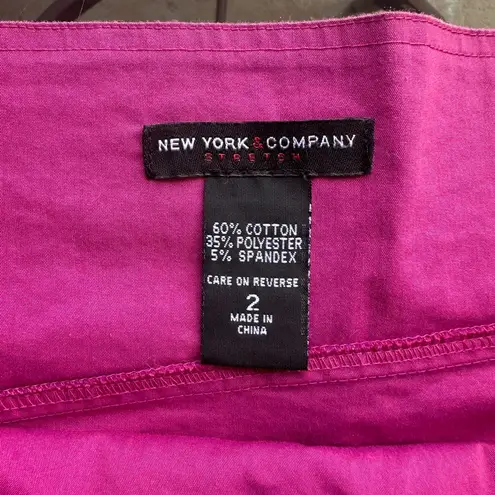 NEW YORK & COMPANY
STRETCH
60% COTTON
35% POLYESTER
5% SPANDEX
CARE ON REVERSE
2
MADE IN
CHINA